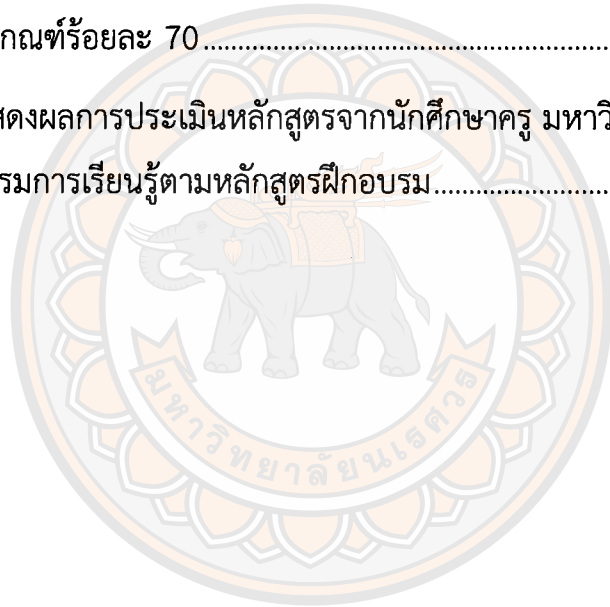 กณฑ์ร้อยละ 70
สดงผลการประเมินหลักสูตรจากนักศึกษาครู มหาวิ
รมการเรียนรู้ตามหลักสูตรฝึกอบรม
มหาวิทยาลัยนเรศวร